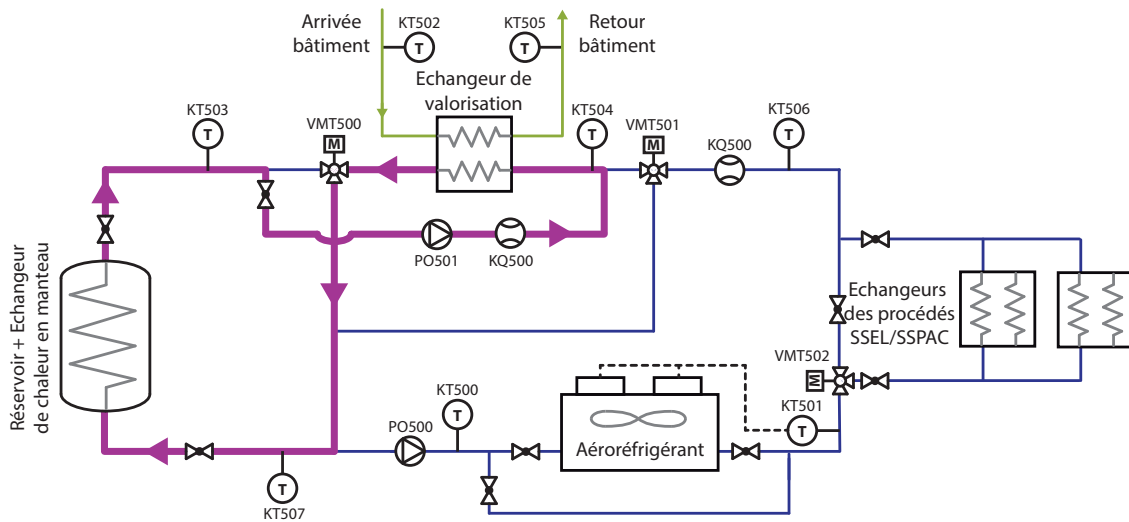 Arrivée
bâtiment
KT502
KT505
Retour
bâtiment
Echangeur de
valorisation
KT503
VMT500
KT504
VMT501
KT506
KQ500
T
T
T
T
T
M
M
PO501
KQ500
Réservoir + Echangeur
de chaleur en manteau
Echangeurs
des procédés
SSEL/SSPAC
VMT502
M
KT500
KT501
T
T
PO500
Aéroréfrigérant
T
KT507